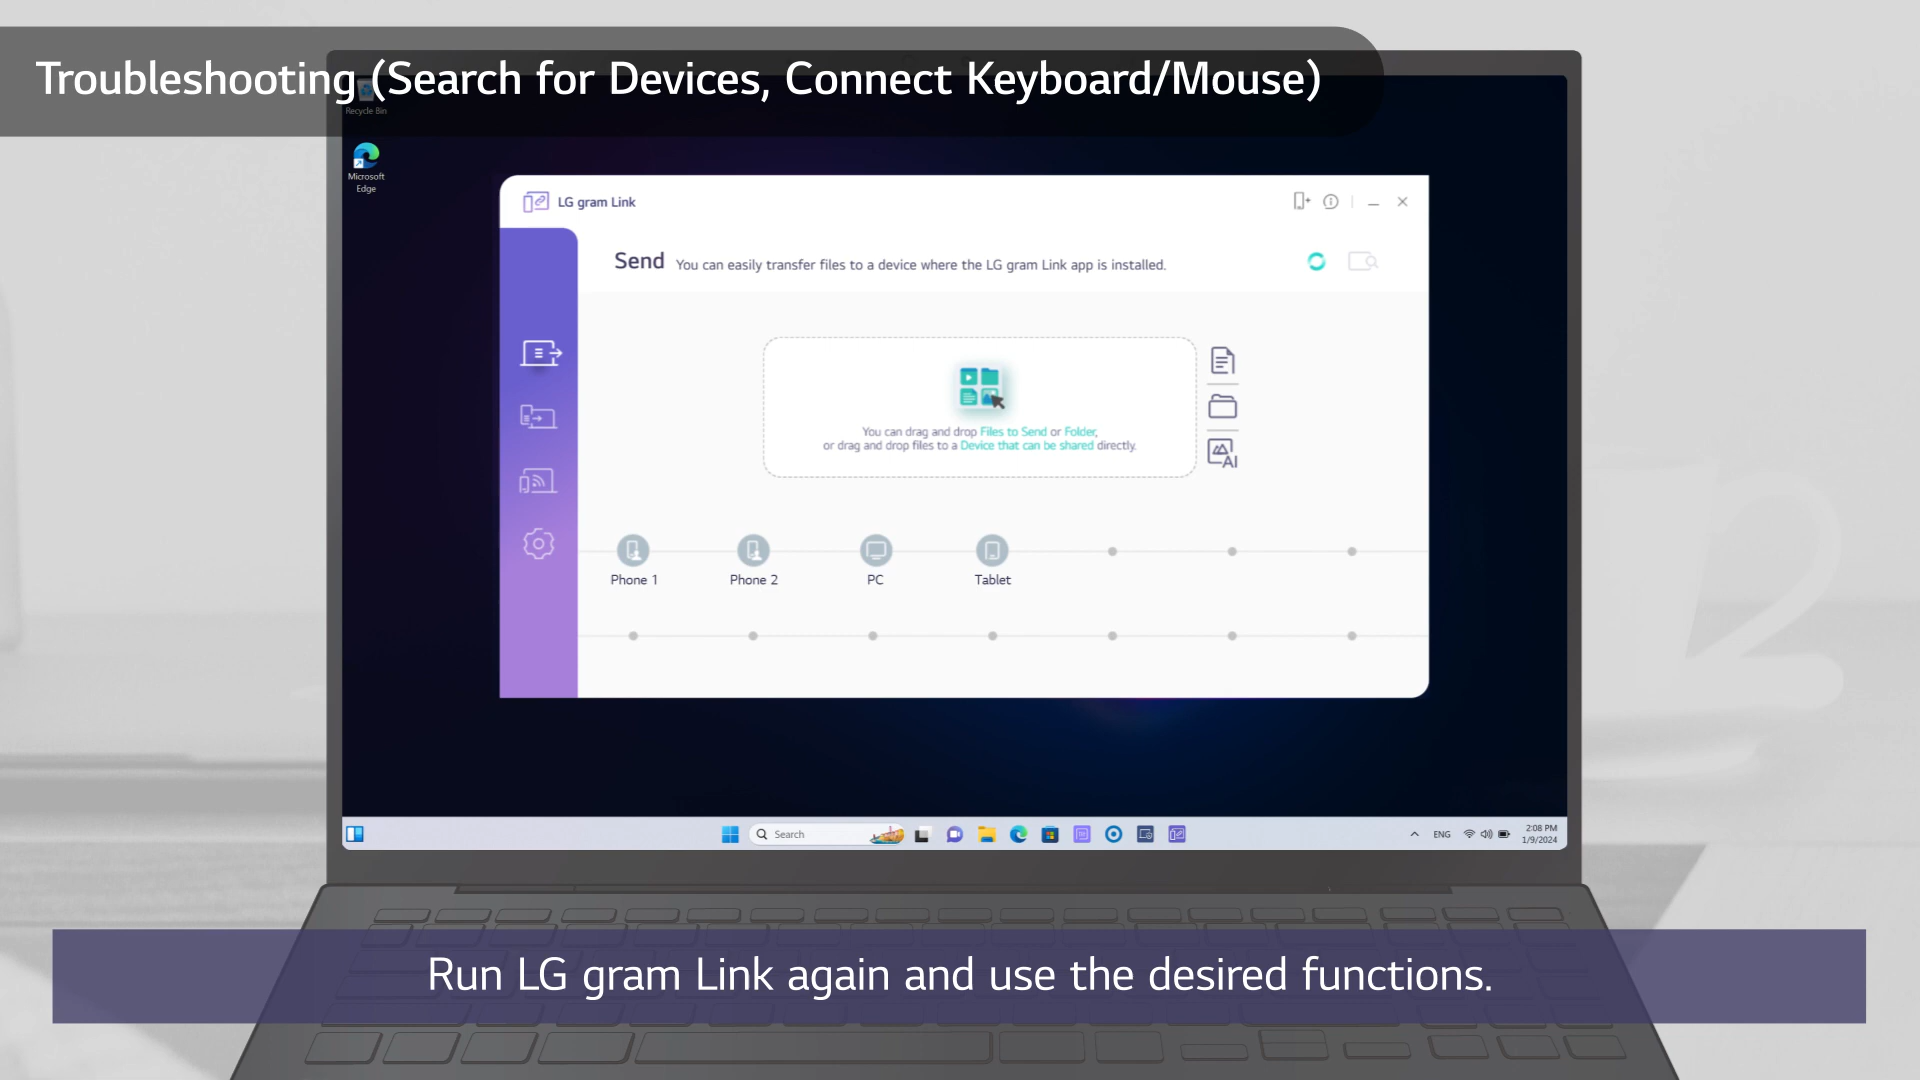 Troubleshooting (Search for Devices, Connect Keyboard/Mouse)
Recycle Bin
Microsoft
Edge
LG gram Link
Send You can easily transfer files to a device where the LG gram Link app is installed.
AI
You can drag and drop Files to Send or Folder,
or drag and drop files to a Device that can be shared directly.
Phone 1
Phone 2
PC
Tablet
Search
ENG
2:08 PM
1/9/2024
Run LG gram Link again and use the desired functions.